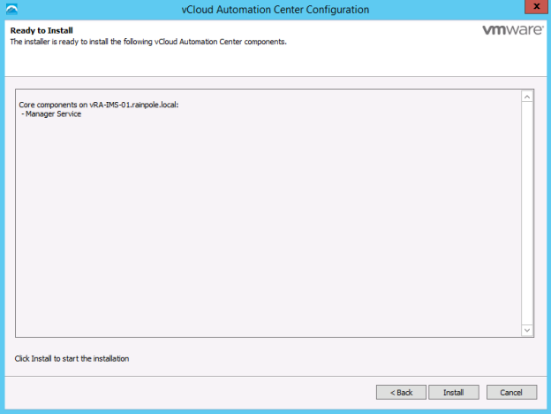 vCloud Automation Center Configuration
x
Ready to Install
The installer is ready to install the following vCloud Automation Center components.
vmware
Core components on vRA-IMS-01.rainpole.local:
- Manager Service
Click Install to start the installation
< Back
Install
Cancel